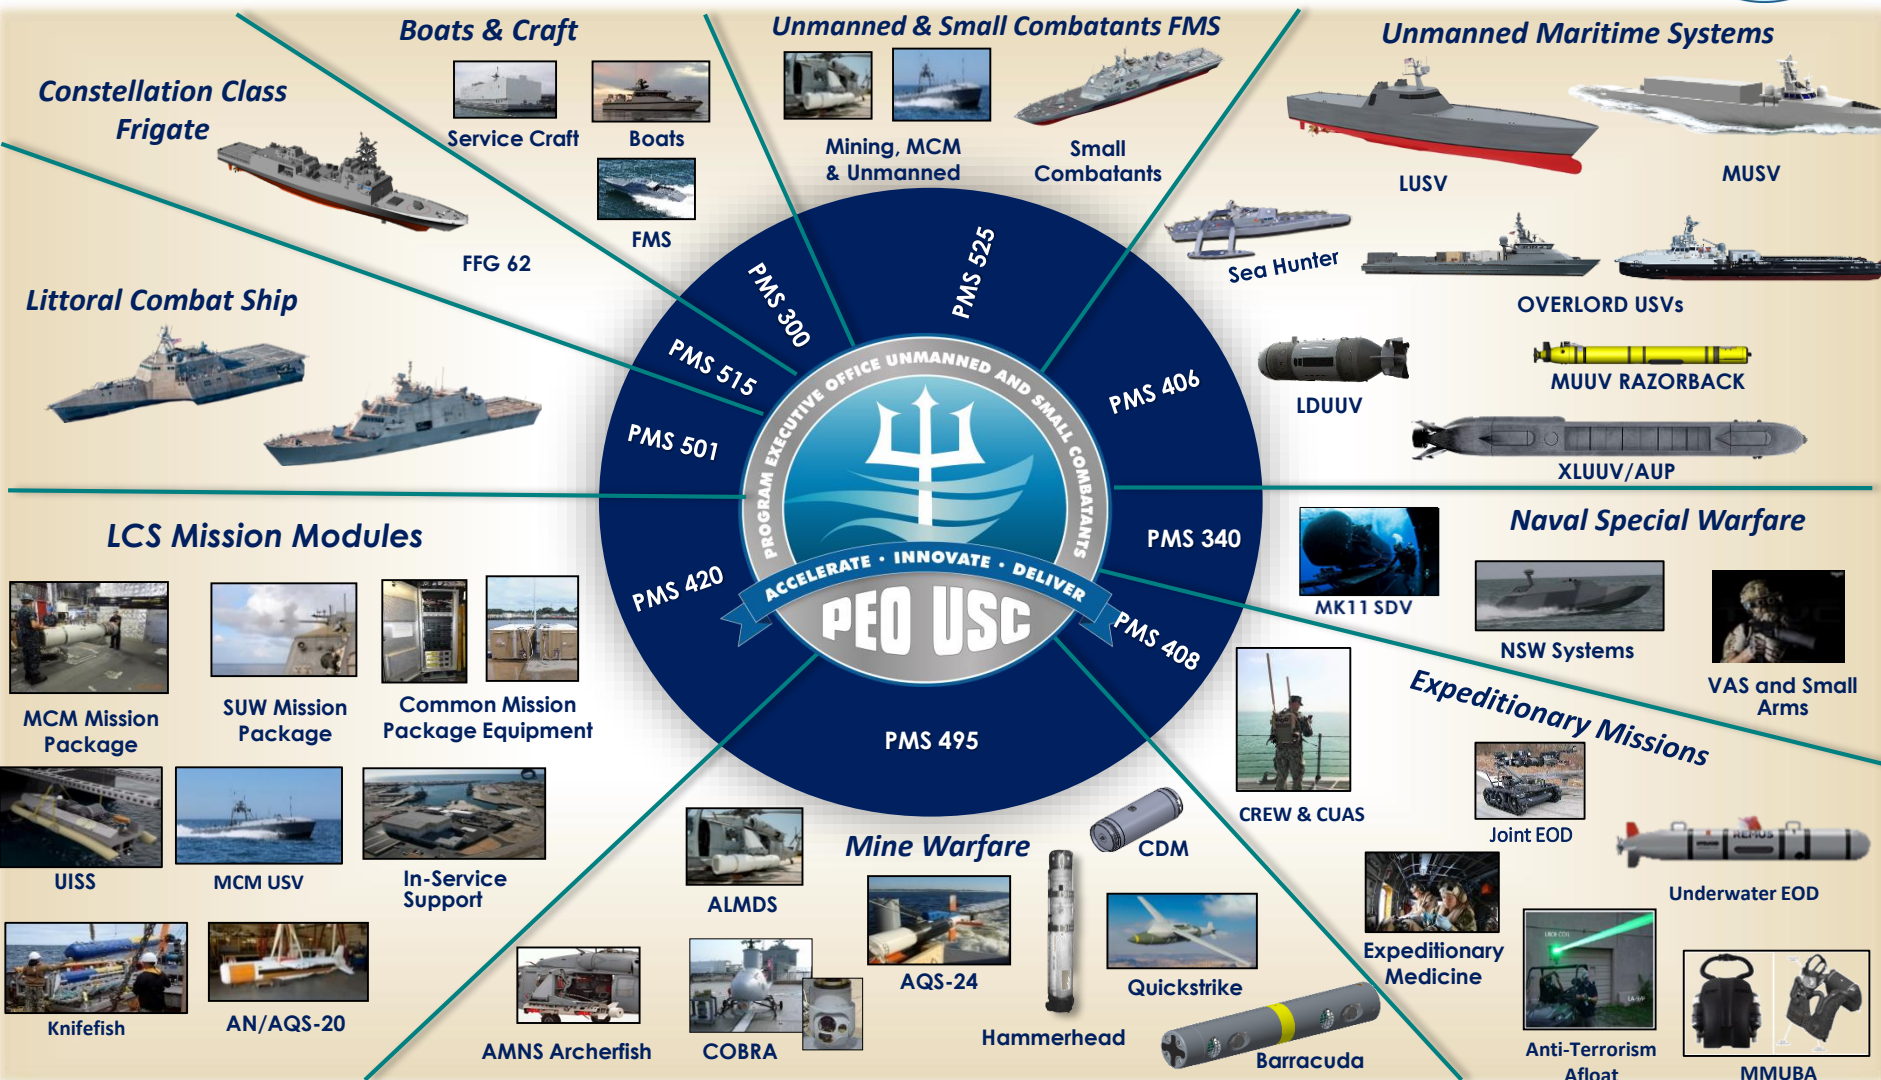 Boats & Craft
Unmanned & Small Combatants FMS
Unmanned Maritime Systems
Constellation Class
Frigate
Service Craft
Boats
FMS
FFG 62
Mining, MCM
& Unmanned
Small
Combatants
LUSV
MUSV
Sea Hunter
OVERLORD USVs
LDUUV
MUUV RAZORBACK
XLUUV/AUP
Littoral Combat Ship
PMS 300
PMS 525
PMS 515
PMS 406
PMS 501
PMS 340
PMS 420
PMS 408
PMS 495
PROGRAM EXECUTIVE OFFICE UNMANNED AND SMALL COMBATANTS
ACCELERATE · INNOVATE · DELIVER
PEO USC
Naval Special Warfare
MK11 SDV
NSW Systems
VAS and Small
Arms
LCS Mission Modules
MCM Mission
Package
SUW Mission
Package
Common Mission
Package Equipment
UISS
MCM USV
In-Service
Support
Knifefish
AN/AQS-20
Mine Warfare
ALMDS
CDM
AQS-24
Quickstrike
AMNS Archerfish
COBRA
Hammerhead
Barracuda
Expeditionary Missions
CREW & CUAS
Joint EOD
REMUS
Underwater EOD
Expeditionary
Medicine
Anti-Terrorism
Afloat
MMUBA